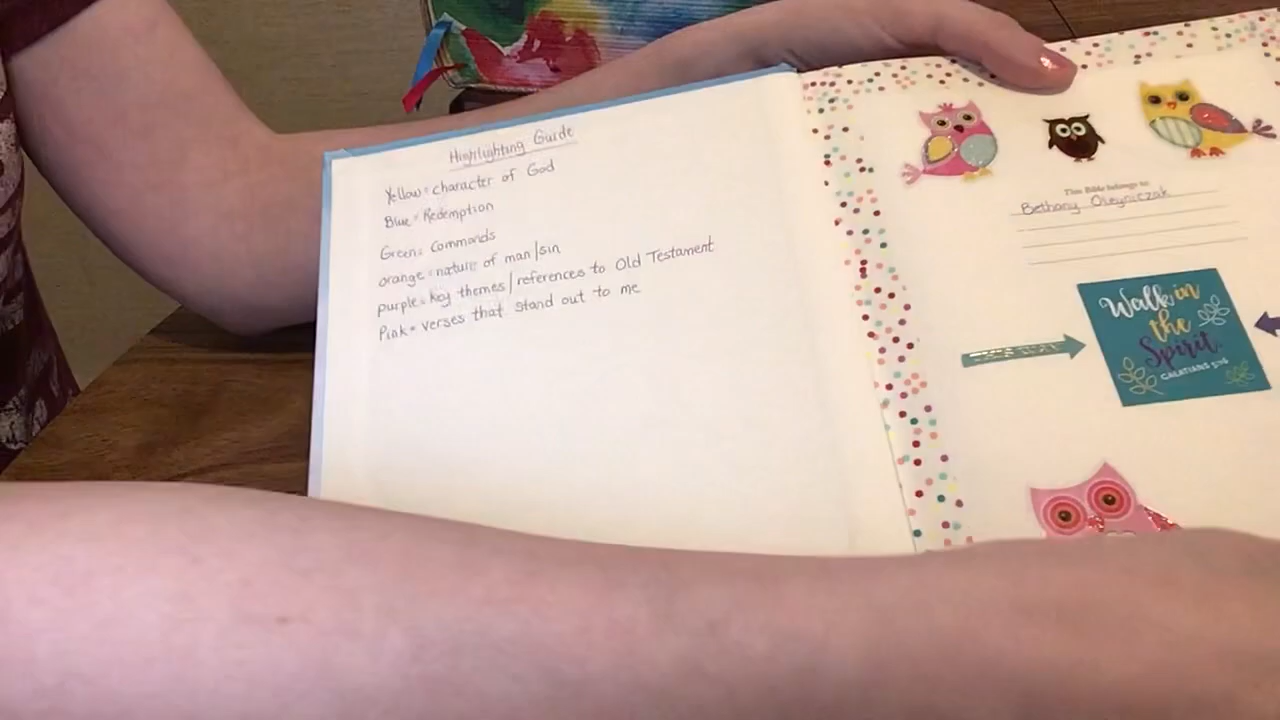 Highlighting Guide
Yellow = character of God
Blue = Redemption
Green = Commands
orange = nature of man/sin
purple = key themes/references to Old Testament
Pink = verses that stand out to me
This Bible belongs to:
Bethany Oleyniczak
Walk in
the
Spirit
GALATIANS 5:16